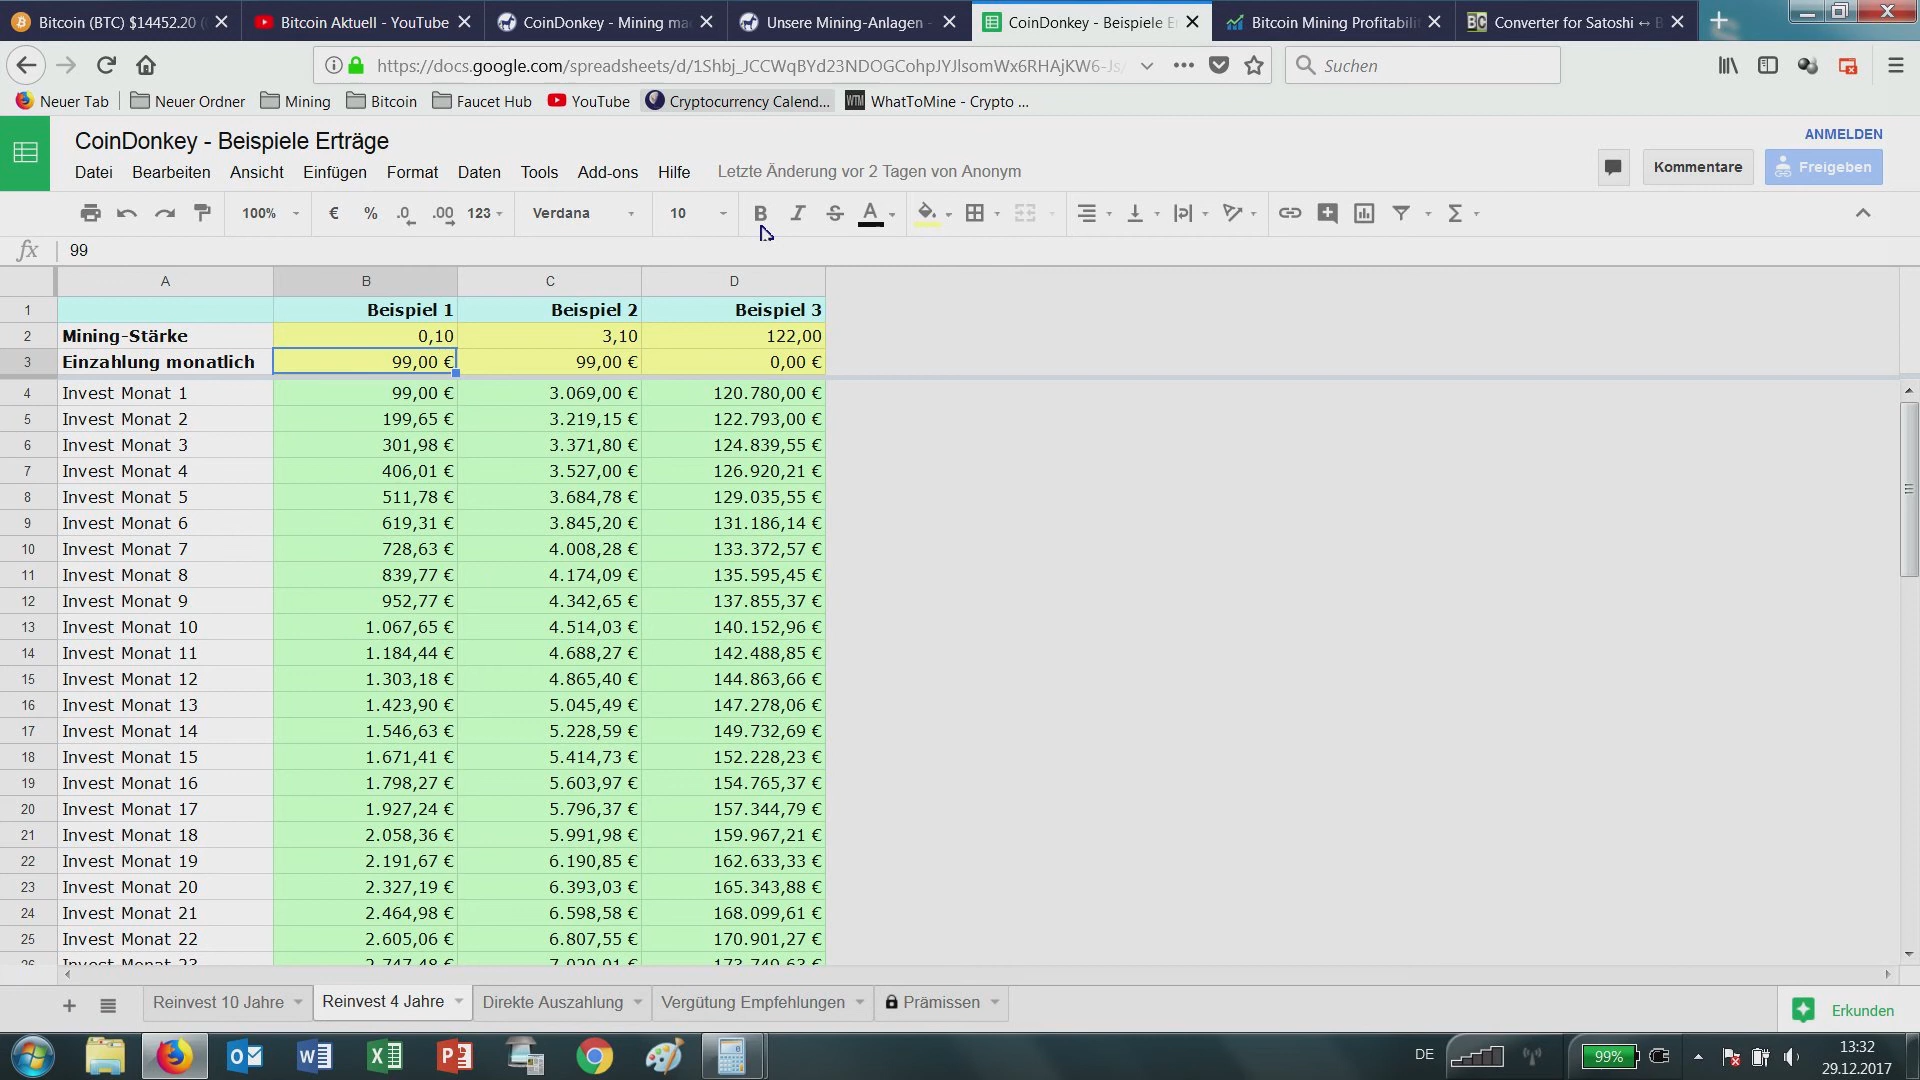 Bitcoin (BTC) $14452.20 (
Bitcoin Aktuell - YouTube
CoinDonkey - Mining ma
Unsere Mining-Anlagen -
CoinDonkey - Beispiele E
Bitcoin Mining Profitabili
Converter for Satoshi ↔ B
https://docs.google.com/spreadsheets/d/1Shbj_JCCWqBYd23NDOGCohpJYJlsomWx6RHAjKW6-Js/
Suchen
Neuer Tab
Neuer Ordner
Mining
Bitcoin
Faucet Hub
YouTube
Cryptocurrency Calend...
WhatToMine - Crypto ...
CoinDonkey - Beispiele Erträge
ANMELDEN
Datei Bearbeiten Ansicht Einfügen Format Daten Tools Add-ons Hilfe Letzte Änderung vor 2 Tagen von Anonym
Kommentare
Freigeben
100% € % .0 .00 123 Verdana 10 B I S A Σ
fx 99
A B C D
1 Beispiel 1 Beispiel 2 Beispiel 3
2 Mining-Stärke 0,10 3,10 122,00
3 Einzahlung monatlich 99,00 € 99,00 € 0,00 €
4 Invest Monat 1 99,00 € 3.069,00 € 120.780,00 €
5 Invest Monat 2 199,65 € 3.219,15 € 122.793,00 €
6 Invest Monat 3 301,98 € 3.371,80 € 124.839,55 €
7 Invest Monat 4 406,01 € 3.527,00 € 126.920,21 €
8 Invest Monat 5 511,78 € 3.684,78 € 129.035,55 €
9 Invest Monat 6 619,31 € 3.845,20 € 131.186,14 €
10 Invest Monat 7 728,63 € 4.008,28 € 133.372,57 €
11 Invest Monat 8 839,77 € 4.174,09 € 135.595,45 €
12 Invest Monat 9 952,77 € 4.342,65 € 137.855,37 €
13 Invest Monat 10 1.067,65 € 4.514,03 € 140.152,96 €
14 Invest Monat 11 1.184,44 € 4.688,27 € 142.488,85 €
15 Invest Monat 12 1.303,18 € 4.865,40 € 144.863,66 €
16 Invest Monat 13 1.423,90 € 5.045,49 € 147.278,06 €
17 Invest Monat 14 1.546,63 € 5.228,59 € 149.732,69 €
18 Invest Monat 15 1.671,41 € 5.414,73 € 152.228,23 €
19 Invest Monat 16 1.798,27 € 5.603,97 € 154.765,37 €
20 Invest Monat 17 1.927,24 € 5.796,37 € 157.344,79 €
21 Invest Monat 18 2.058,36 € 5.991,98 € 159.967,21 €
22 Invest Monat 19 2.191,67 € 6.190,85 € 162.633,33 €
23 Invest Monat 20 2.327,19 € 6.393,03 € 165.343,88 €
24 Invest Monat 21 2.464,98 € 6.598,58 € 168.099,61 €
25 Invest Monat 22 2.605,06 € 6.807,55 € 170.901,27 €
26 Invest Monat 23 2.747,48 € 7.020,01 € 173.749,63 €
Reinvest 10 Jahre
Reinvest 4 Jahre
Direkte Auszahlung
Vergütung Empfehlungen
Prämissen
Erkunden
DE
99%
13:32
29.12.2017